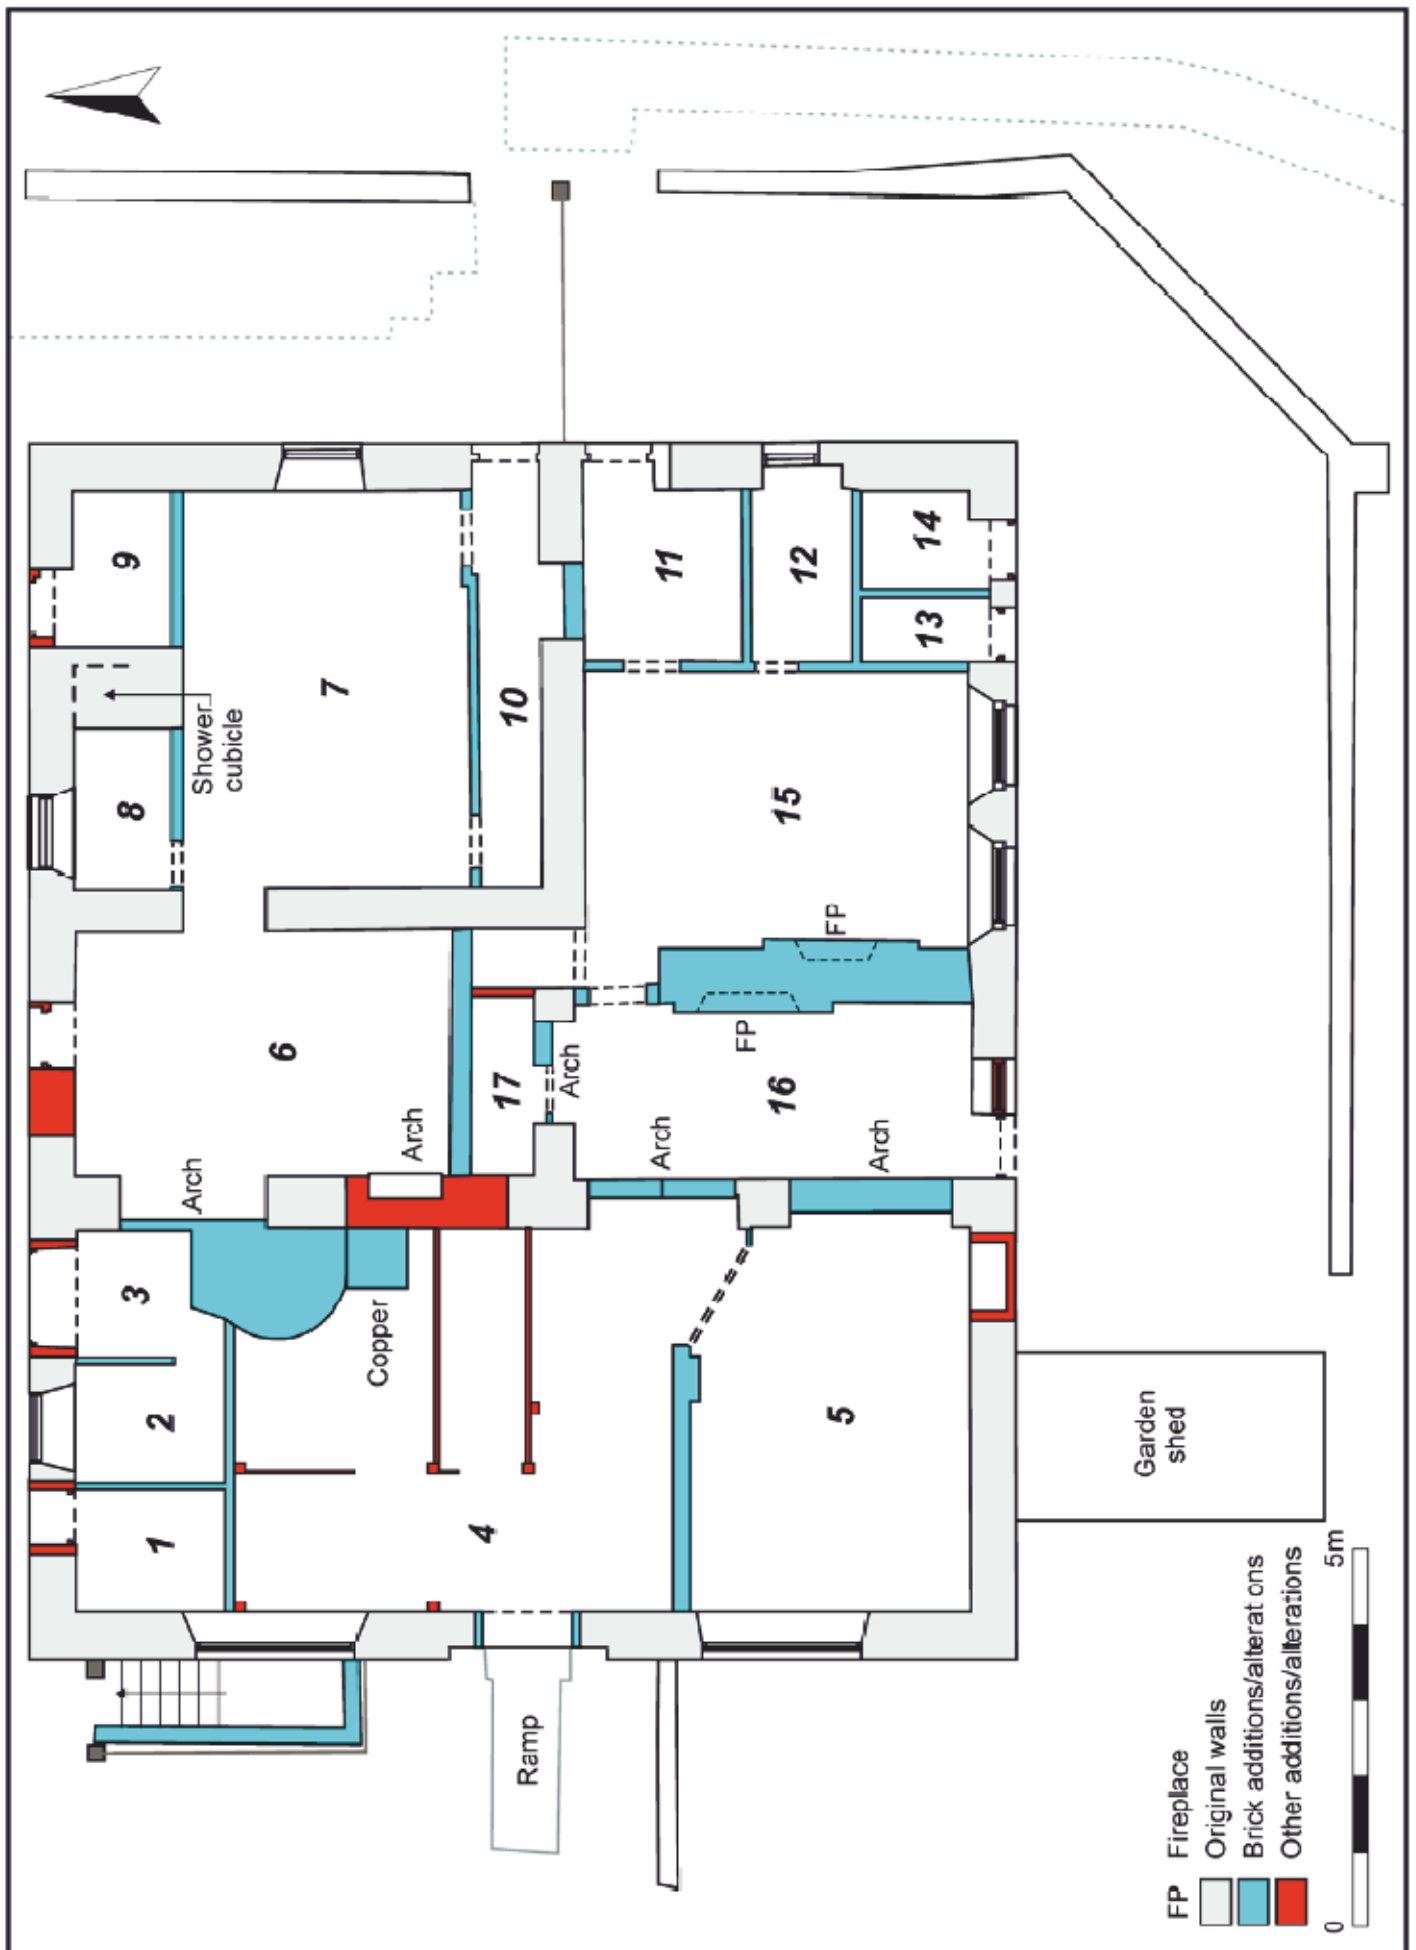 1
2
3
Arch
6
8
Shower
cubicle
9
Copper
Arch
7
4
17
Arch
10
Ramp
Arch
FP
11
5
Arch
16
FP
15
12
13
14
Garden
shed
FP Fireplace
Original walls
Brick additions/alterat ons
Other additions/alterations
0 5m